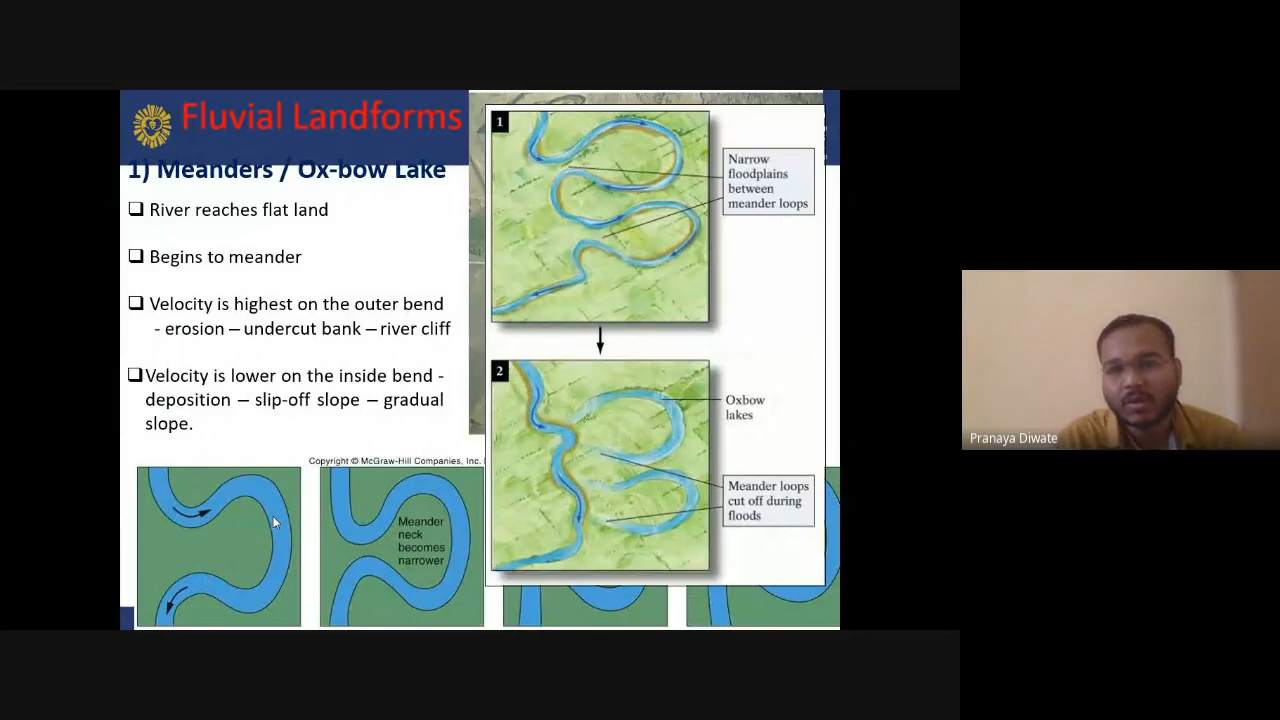 Fluvial Landforms
1) Meanders / Ox-bow Lake
River reaches flat land
Begins to meander
Velocity is highest on the outer bend
- erosion – undercut bank – river cliff
Velocity is lower on the inside bend -
deposition – slip-off slope – gradual
slope.
Copyright © McGraw-Hill Companies, Inc.
Meander
neck
becomes
narrower
1
Narrow
floodplains
between
meander loops
2
Oxbow
lakes
Meander loops
cut off during
floods
Pranaya Diwate